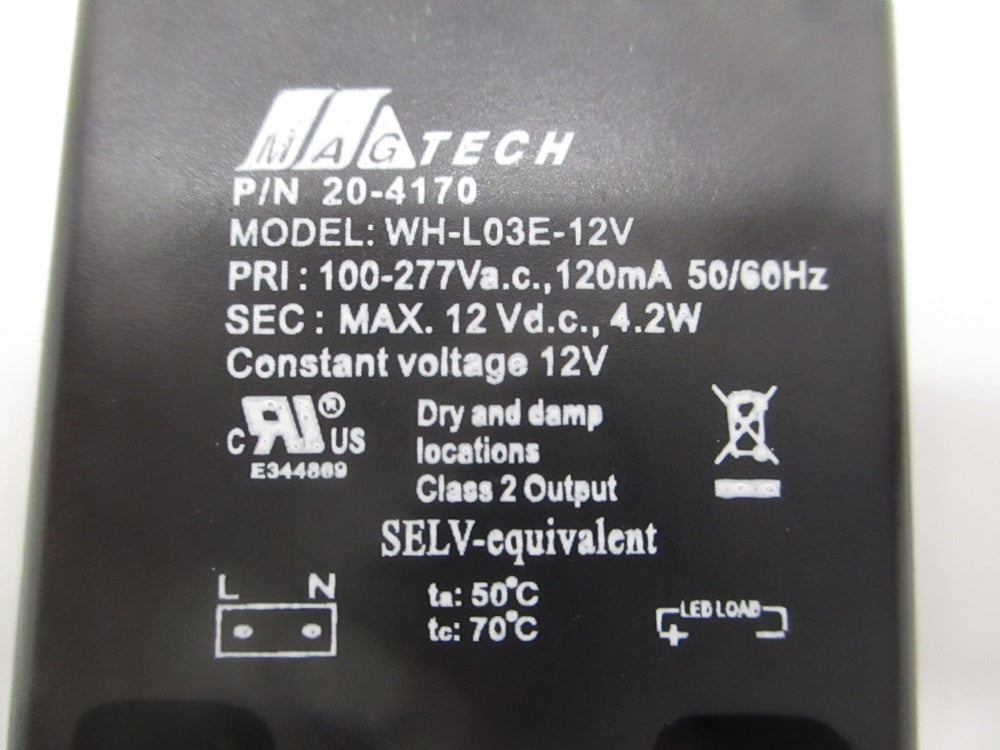 MAGTECH
P/N 20-4170
MODEL: WH-L03E-12V
PRI : 100-277Va.c.,120mA 50/60Hz
SEC : MAX. 12 Vd.c., 4.2W
Constant voltage 12V
C RU ® US
E344869
Dry and damp
locations
Class 2 Output
SELV-equivalent
L N
ta: 50°C
tc: 70°C
LED LOAD
+ -